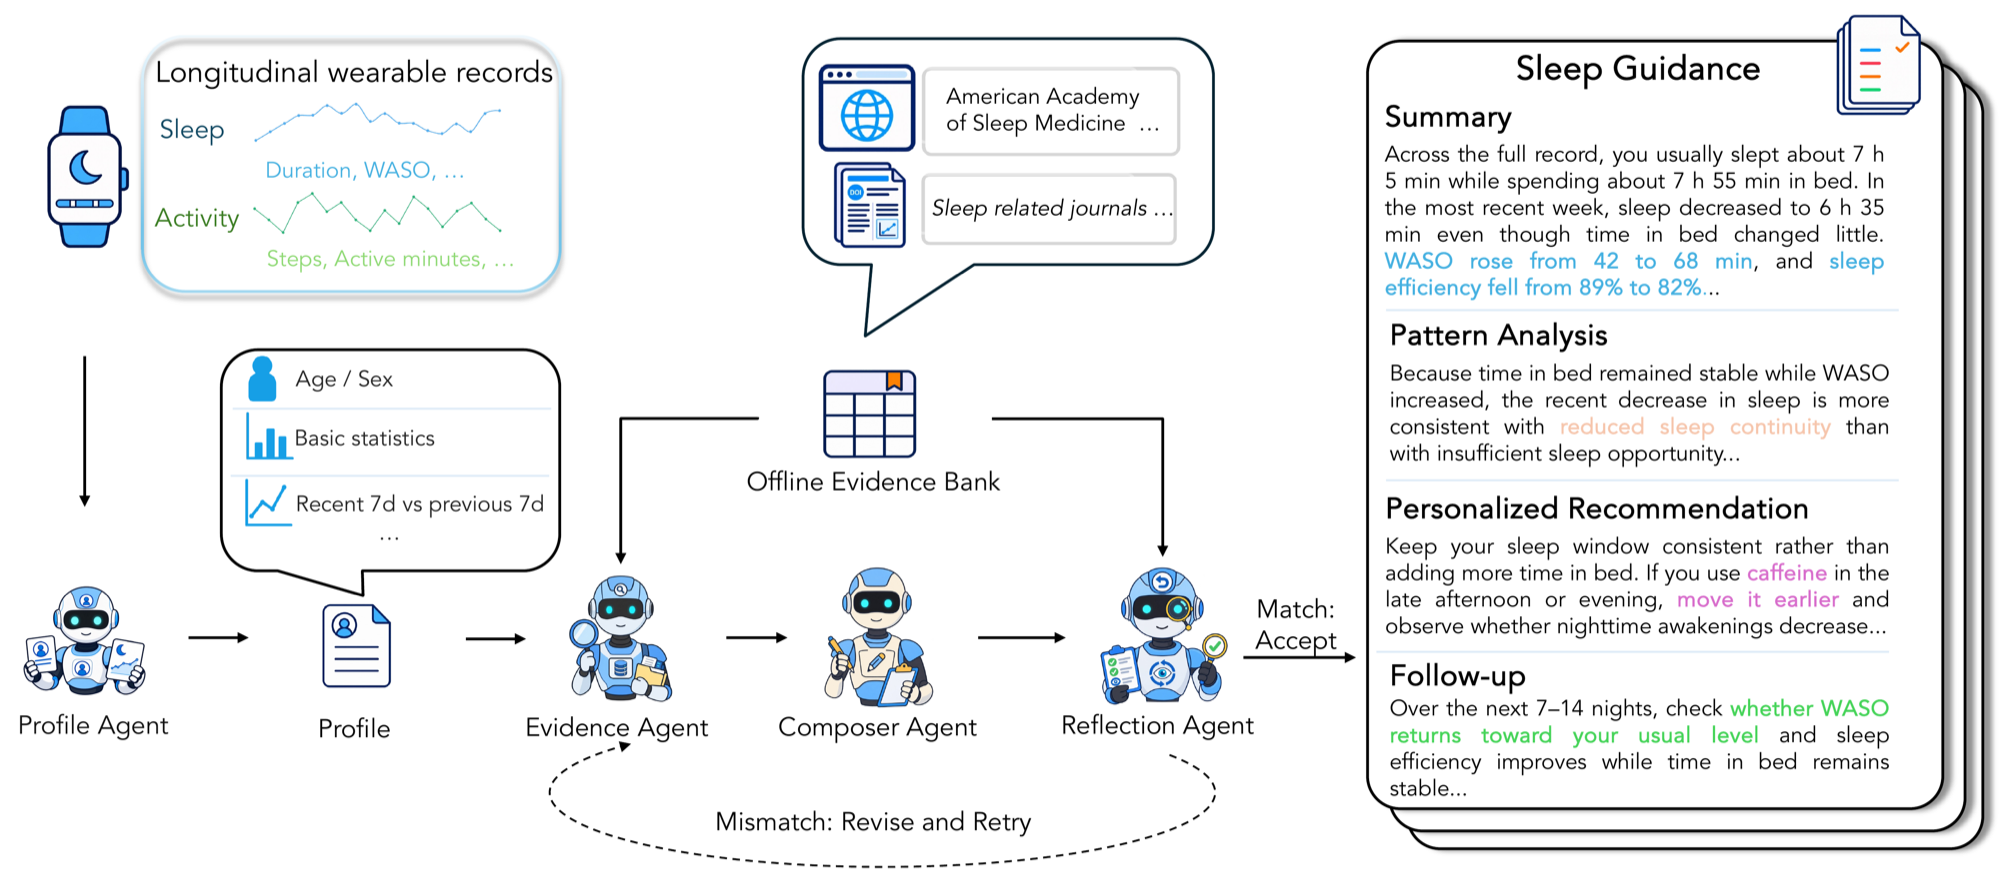 Longitudinal wearable records
Sleep
Duration, WASO, ...
Activity
Steps, Active minutes, ...
American Academy
of Sleep Medicine ...
DOI
Sleep related journals ...
Age / Sex
Basic statistics
Recent 7d vs previous 7d
...
Offline Evidence Bank
Profile Agent
Profile
Evidence Agent
Composer Agent
Reflection Agent
Match:
Accept
Mismatch: Revise and Retry
Sleep Guidance
Summary
Across the full record, you usually slept about 7 h
5 min while spending about 7 h 55 min in bed. In
the most recent week, sleep decreased to 6 h 35
min even though time in bed changed little.
WASO rose from 42 to 68 min, and sleep
efficiency fell from 89% to 82%...
Pattern Analysis
Because time in bed remained stable while WASO
increased, the recent decrease in sleep is more
consistent with reduced sleep continuity than
with insufficient sleep opportunity...
Personalized Recommendation
Keep your sleep window consistent rather than
adding more time in bed. If you use caffeine in the
late afternoon or evening, move it earlier and
observe whether nighttime awakenings decrease...
Follow-up
Over the next 7–14 nights, check whether WASO
returns toward your usual level and sleep
efficiency improves while time in bed remains
stable...